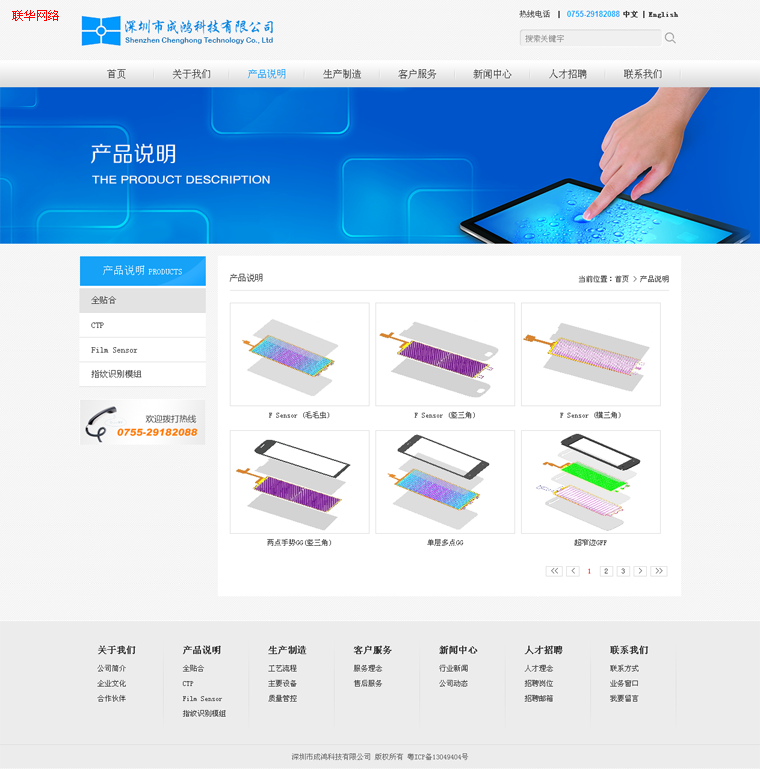 联华网络
深圳市成鸿科技有限公司
Shenzhen Chenghong Technology Co., Ltd
热线电话 | 0755-29182088 中文 | English
搜索关键字
首页 关于我们 产品说明 生产制造 客户服务 新闻中心 人才招聘 联系我们
产品说明
THE PRODUCT DESCRIPTION
产品说明 PRODUCTS
全贴合
CTP
Film Sensor
指纹识别模组
欢迎拨打热线
0755-29182088
产品说明
当前位置：首页 > 产品说明
F Sensor (毛毛虫)
F Sensor (竖三角)
F Sensor (横三角)
两点手势GG(竖三角)
单层多点GG
超窄边GFF
<< < 1 2 3 > >>
关于我们 产品说明 生产制造 客户服务 新闻中心 人才招聘 联系我们
公司简介 全贴合 工艺流程 服务理念 行业新闻 人才理念 联系方式
企业文化 CTP 主要设备 售后服务 公司动态 招聘岗位 业务窗口
合作伙伴 Film Sensor 质量管控 招聘邮箱 我要留言
指纹识别模组
深圳市成鸿科技有限公司 版权所有 粤ICP备13049404号